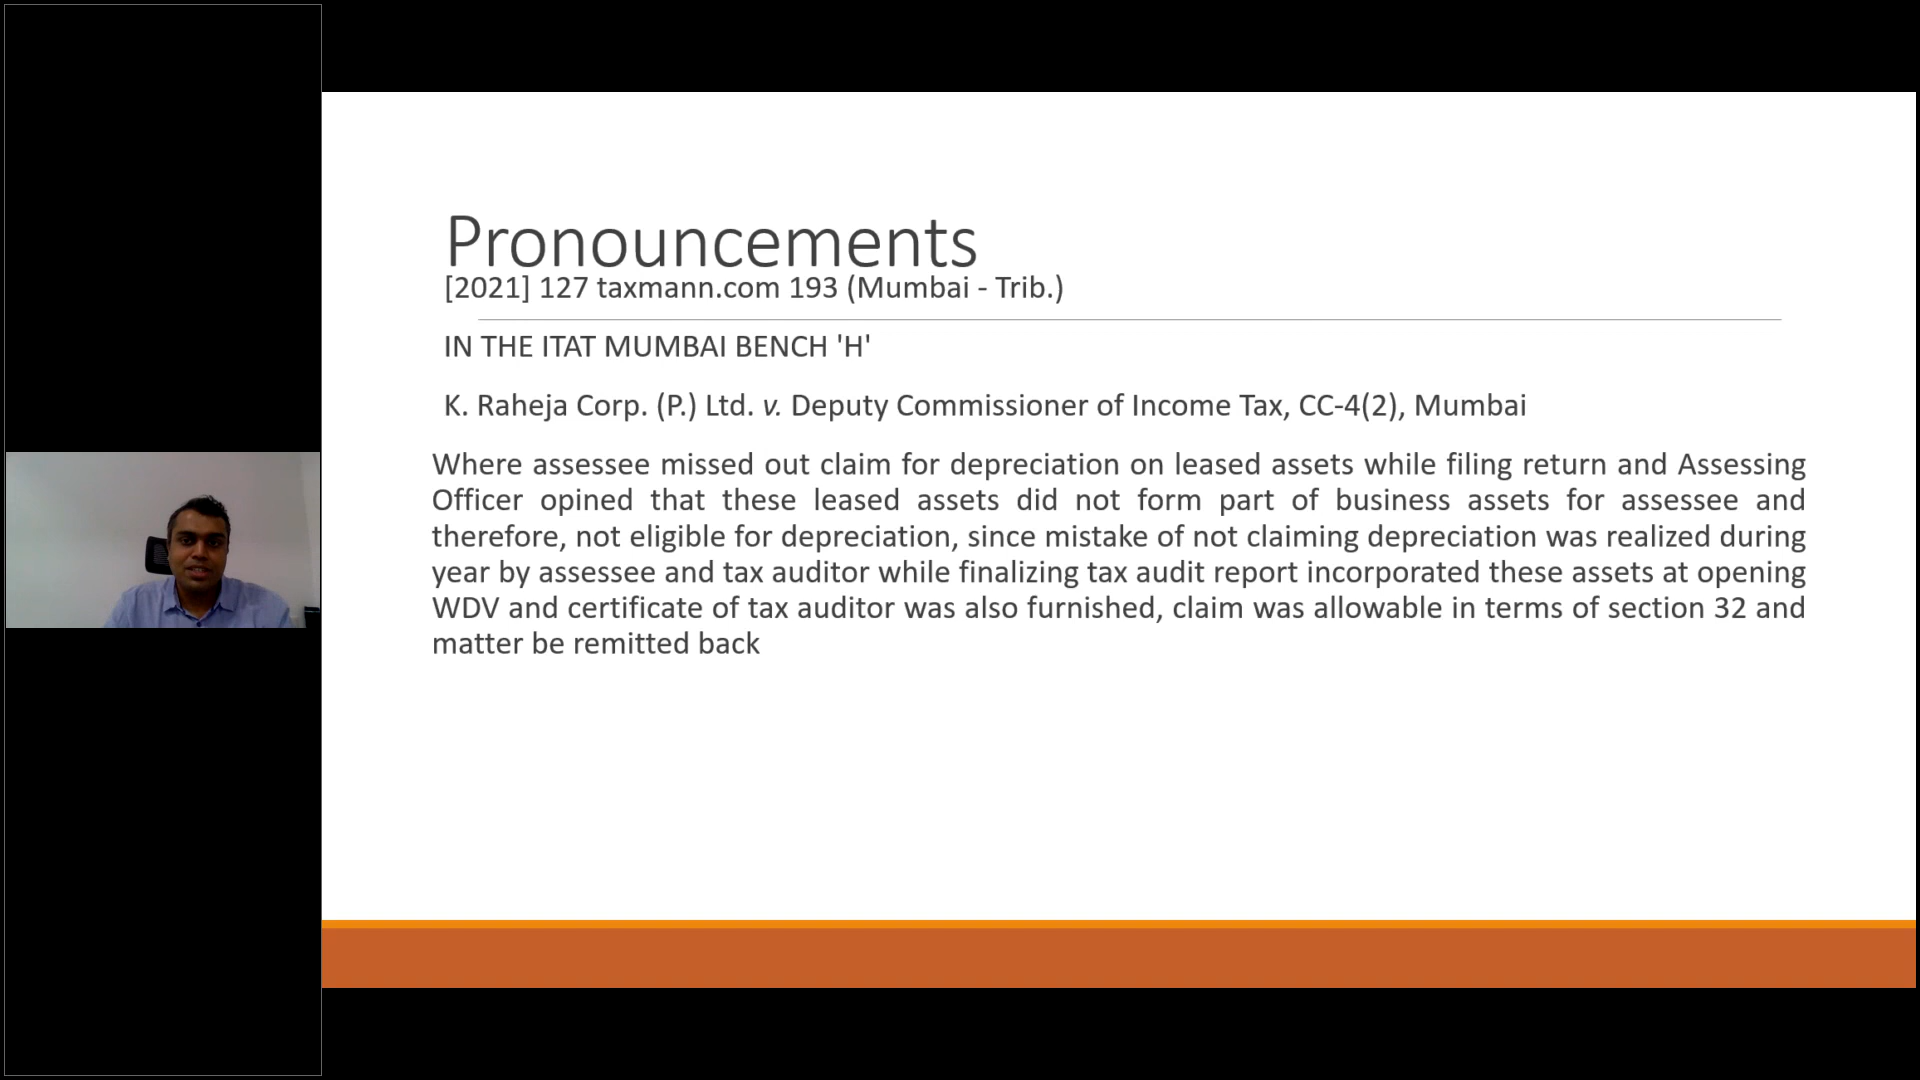 Pronouncements
[2021] 127 taxmann.com 193 (Mumbai - Trib.)
IN THE ITAT MUMBAI BENCH 'H'
K. Raheja Corp. (P.) Ltd. v. Deputy Commissioner of Income Tax, CC-4(2), Mumbai
Where assessee missed out claim for depreciation on leased assets while filing return and Assessing
Officer opined that these leased assets did not form part of business assets for assessee and
therefore, not eligible for depreciation, since mistake of not claiming depreciation was realized during
year by assessee and tax auditor while finalizing tax audit report incorporated these assets at opening
WDV and certificate of tax auditor was also furnished, claim was allowable in terms of section 32 and
matter be remitted back